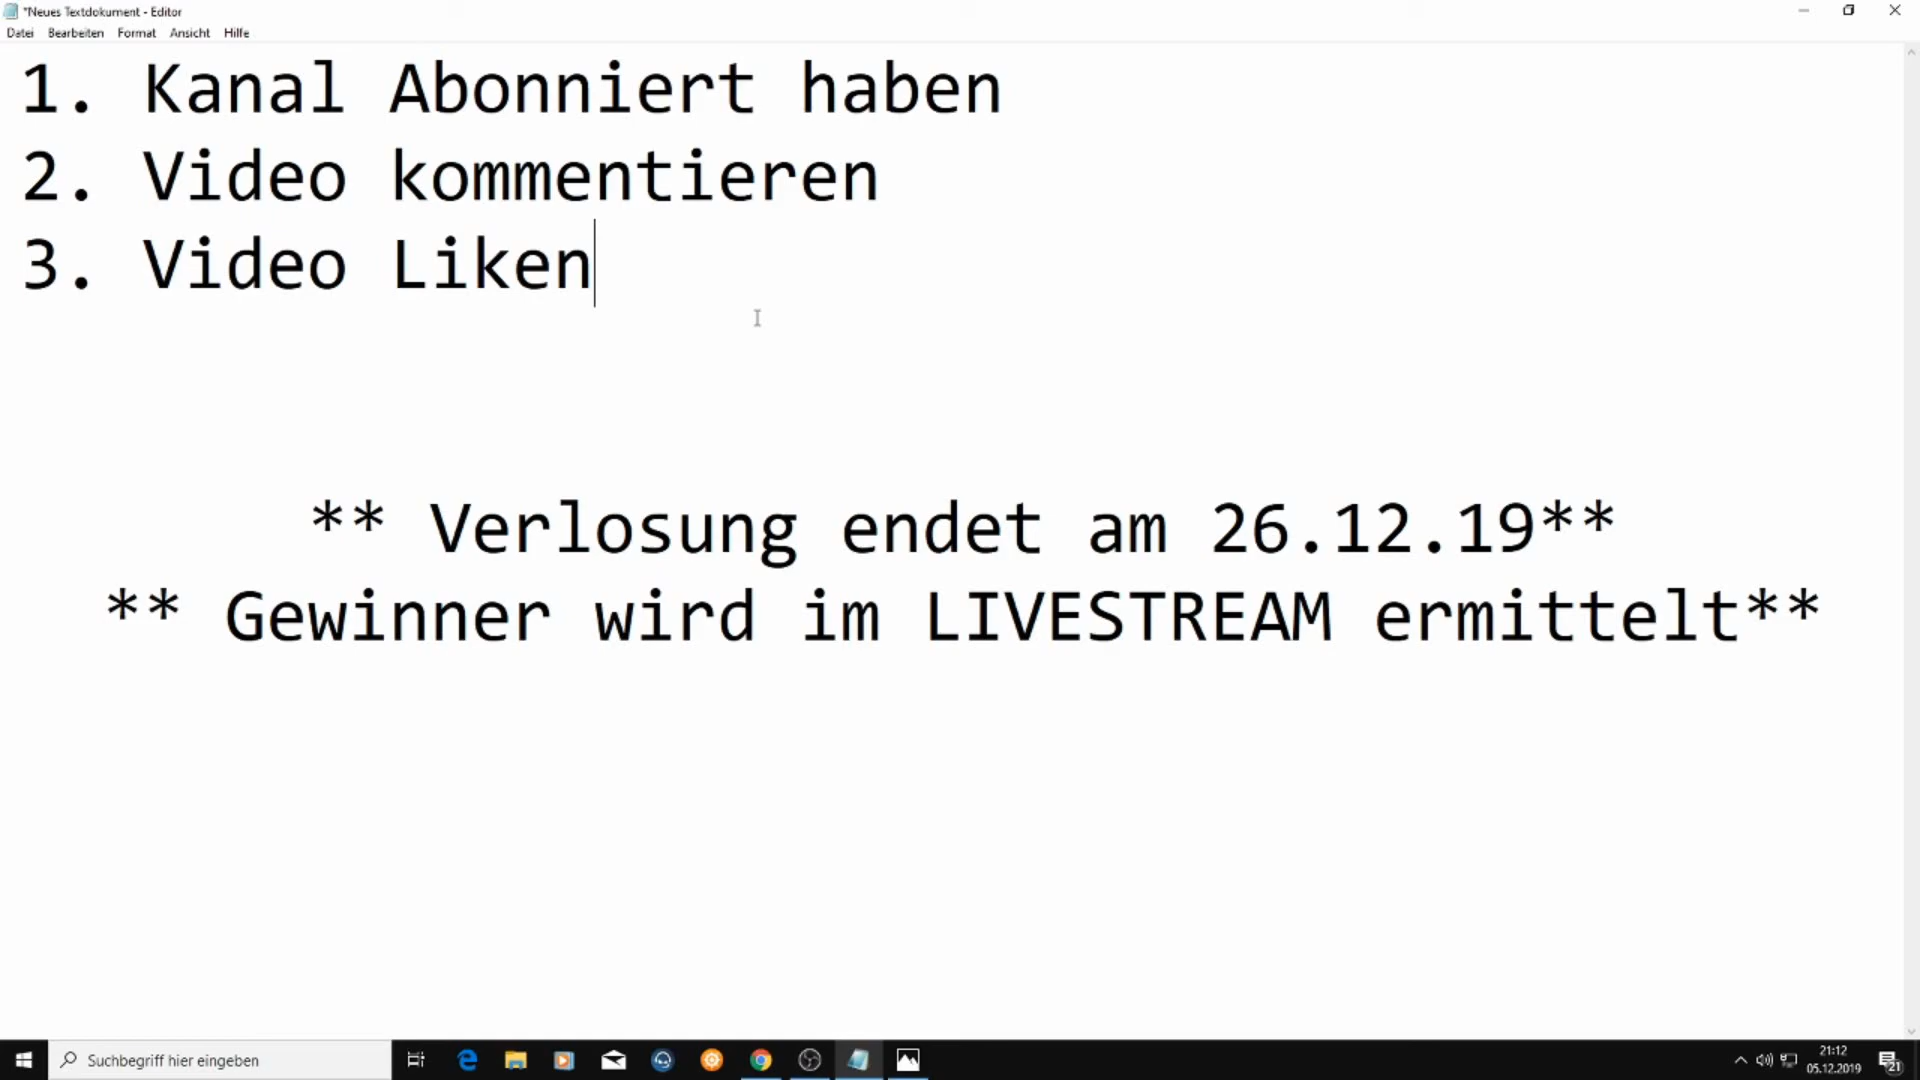 *Neues Textdokument - Editor
Datei Bearbeiten Format Ansicht Hilfe
1. Kanal Abonniert haben
2. Video kommentieren
3. Video Liken
** Verlosung endet am 26.12.19**
** Gewinner wird im LIVESTREAM ermittelt**
Suchbegriff hier eingeben
21:12
05.12.2019
21